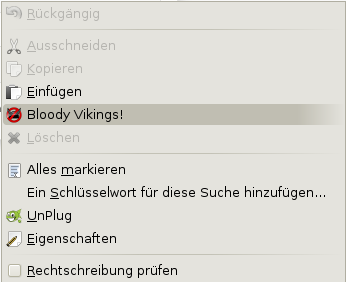 Rückgängig
Ausschneiden
Kopieren
Einfügen
Bloody Vikings!
Löschen
Alles markieren
Ein Schlüsselwort für diese Suche hinzufügen...
UnPlug
Eigenschaften
Rechtschreibung prüfen